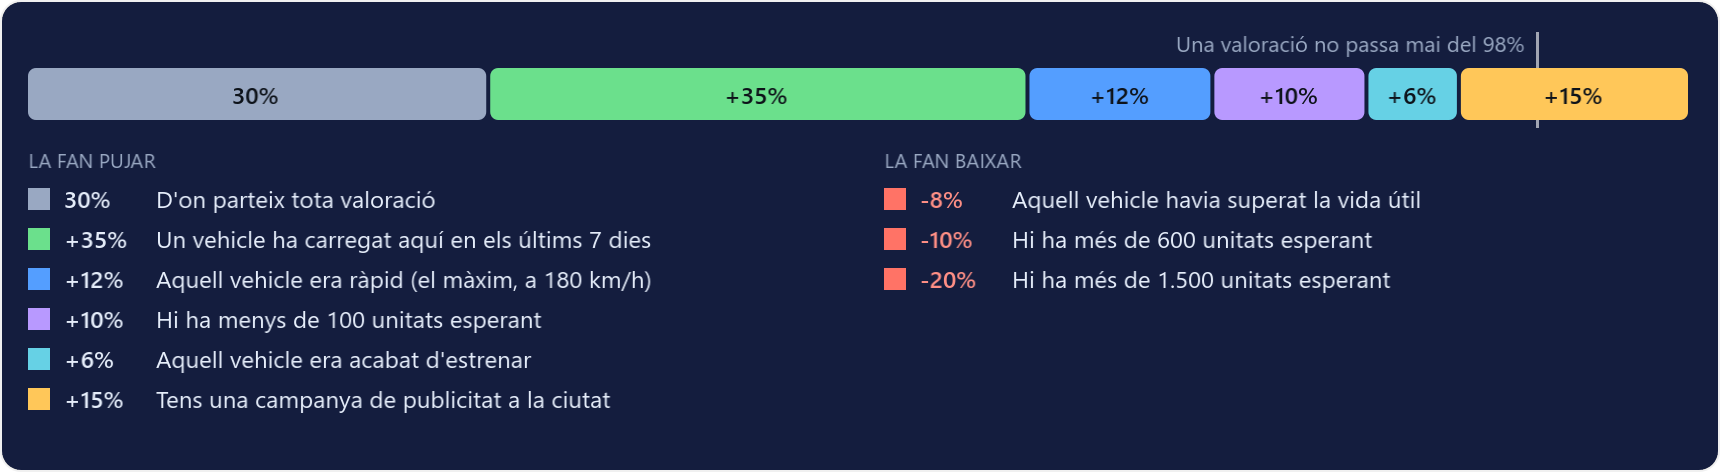 Una valoració no passa mai del 98%
30% +35% +12% +10% +6% +15%
LA FAN PUJAR
30% D'on parteix tota valoració
+35% Un vehicle ha carregat aquí en els últims 7 dies
+12% Aquell vehicle era ràpid (el màxim, a 180 km/h)
+10% Hi ha menys de 100 unitats esperant
+6% Aquell vehicle era acabat d'estrenar
+15% Tens una campanya de publicitat a la ciutat
LA FAN BAIXAR
-8% Aquell vehicle havia superat la vida útil
-10% Hi ha més de 600 unitats esperant
-20% Hi ha més de 1.500 unitats esperant